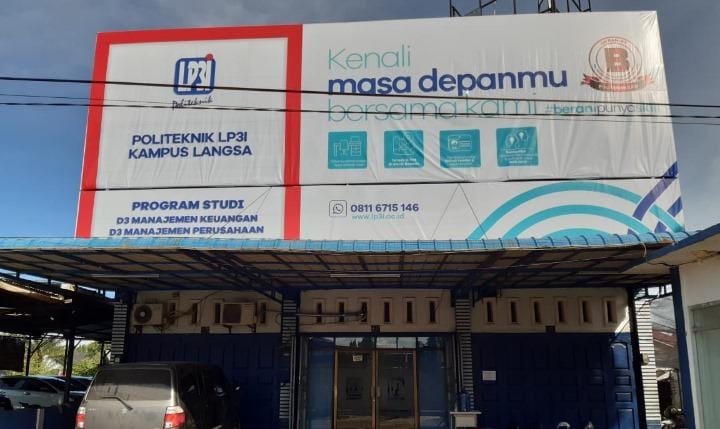 LP3I
Politeknik
POLITEKNIK LP3I
KAMPUS LANGSA
PROGRAM STUDI
D3 MANAJEMEN KEUANGAN
D3 MANAJEMEN PERUSAHAAN
Kenali
masa depanmu
bersama kami
#beranipunyaskill
B
0811 6715 146
www.lp3i.ac.id